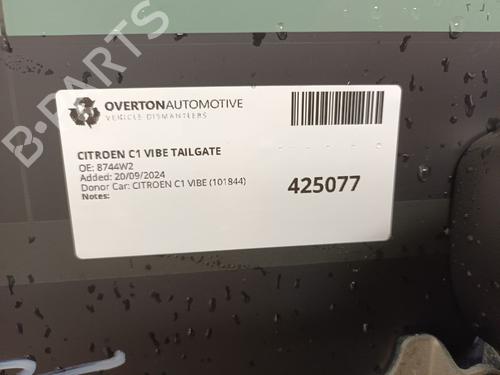 B-PARTS
OVERTONAUTOMOTIVE
VEHICLE DISMANTLERS
CITROEN C1 VIBE TAILGATE
OE: 8744W2
Added: 20/09/2024
Donor Car: CITROEN C1 VIBE (101844)
Notes:
425077